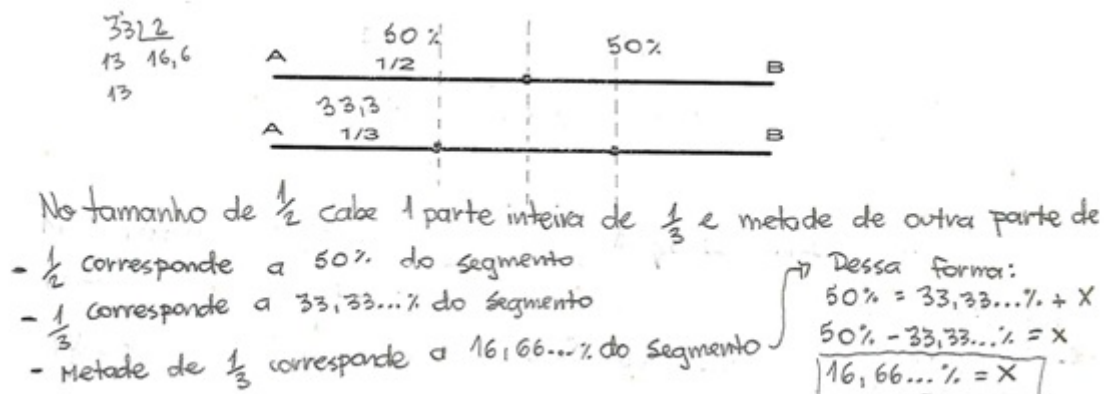 33 2
13 16,6
13
50% 50%
A 1/2 B
33,3
A 1/3 B
No tamanho de 1/2 cabe 1 parte inteira de 1/3 e metade de outra parte de
- 1/2 corresponde a 50% do segmento
- 1/3 corresponde a 33,33...% do segmento
- Metade de 1/3 corresponde a 16,66...% do segmento
Dessa forma:
50% = 33,33...% + X
50% - 33,33...% = X
16,66...% = X